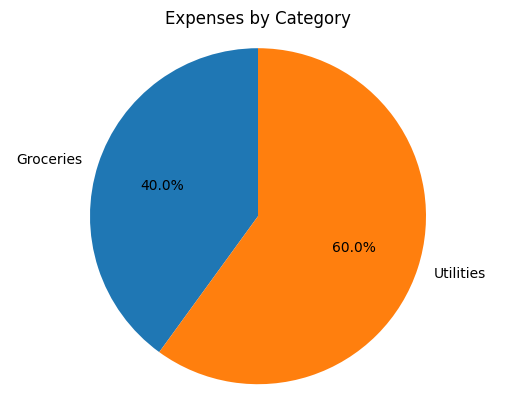 Expenses by Category
Groceries
40.0%
60.0%
Utilities